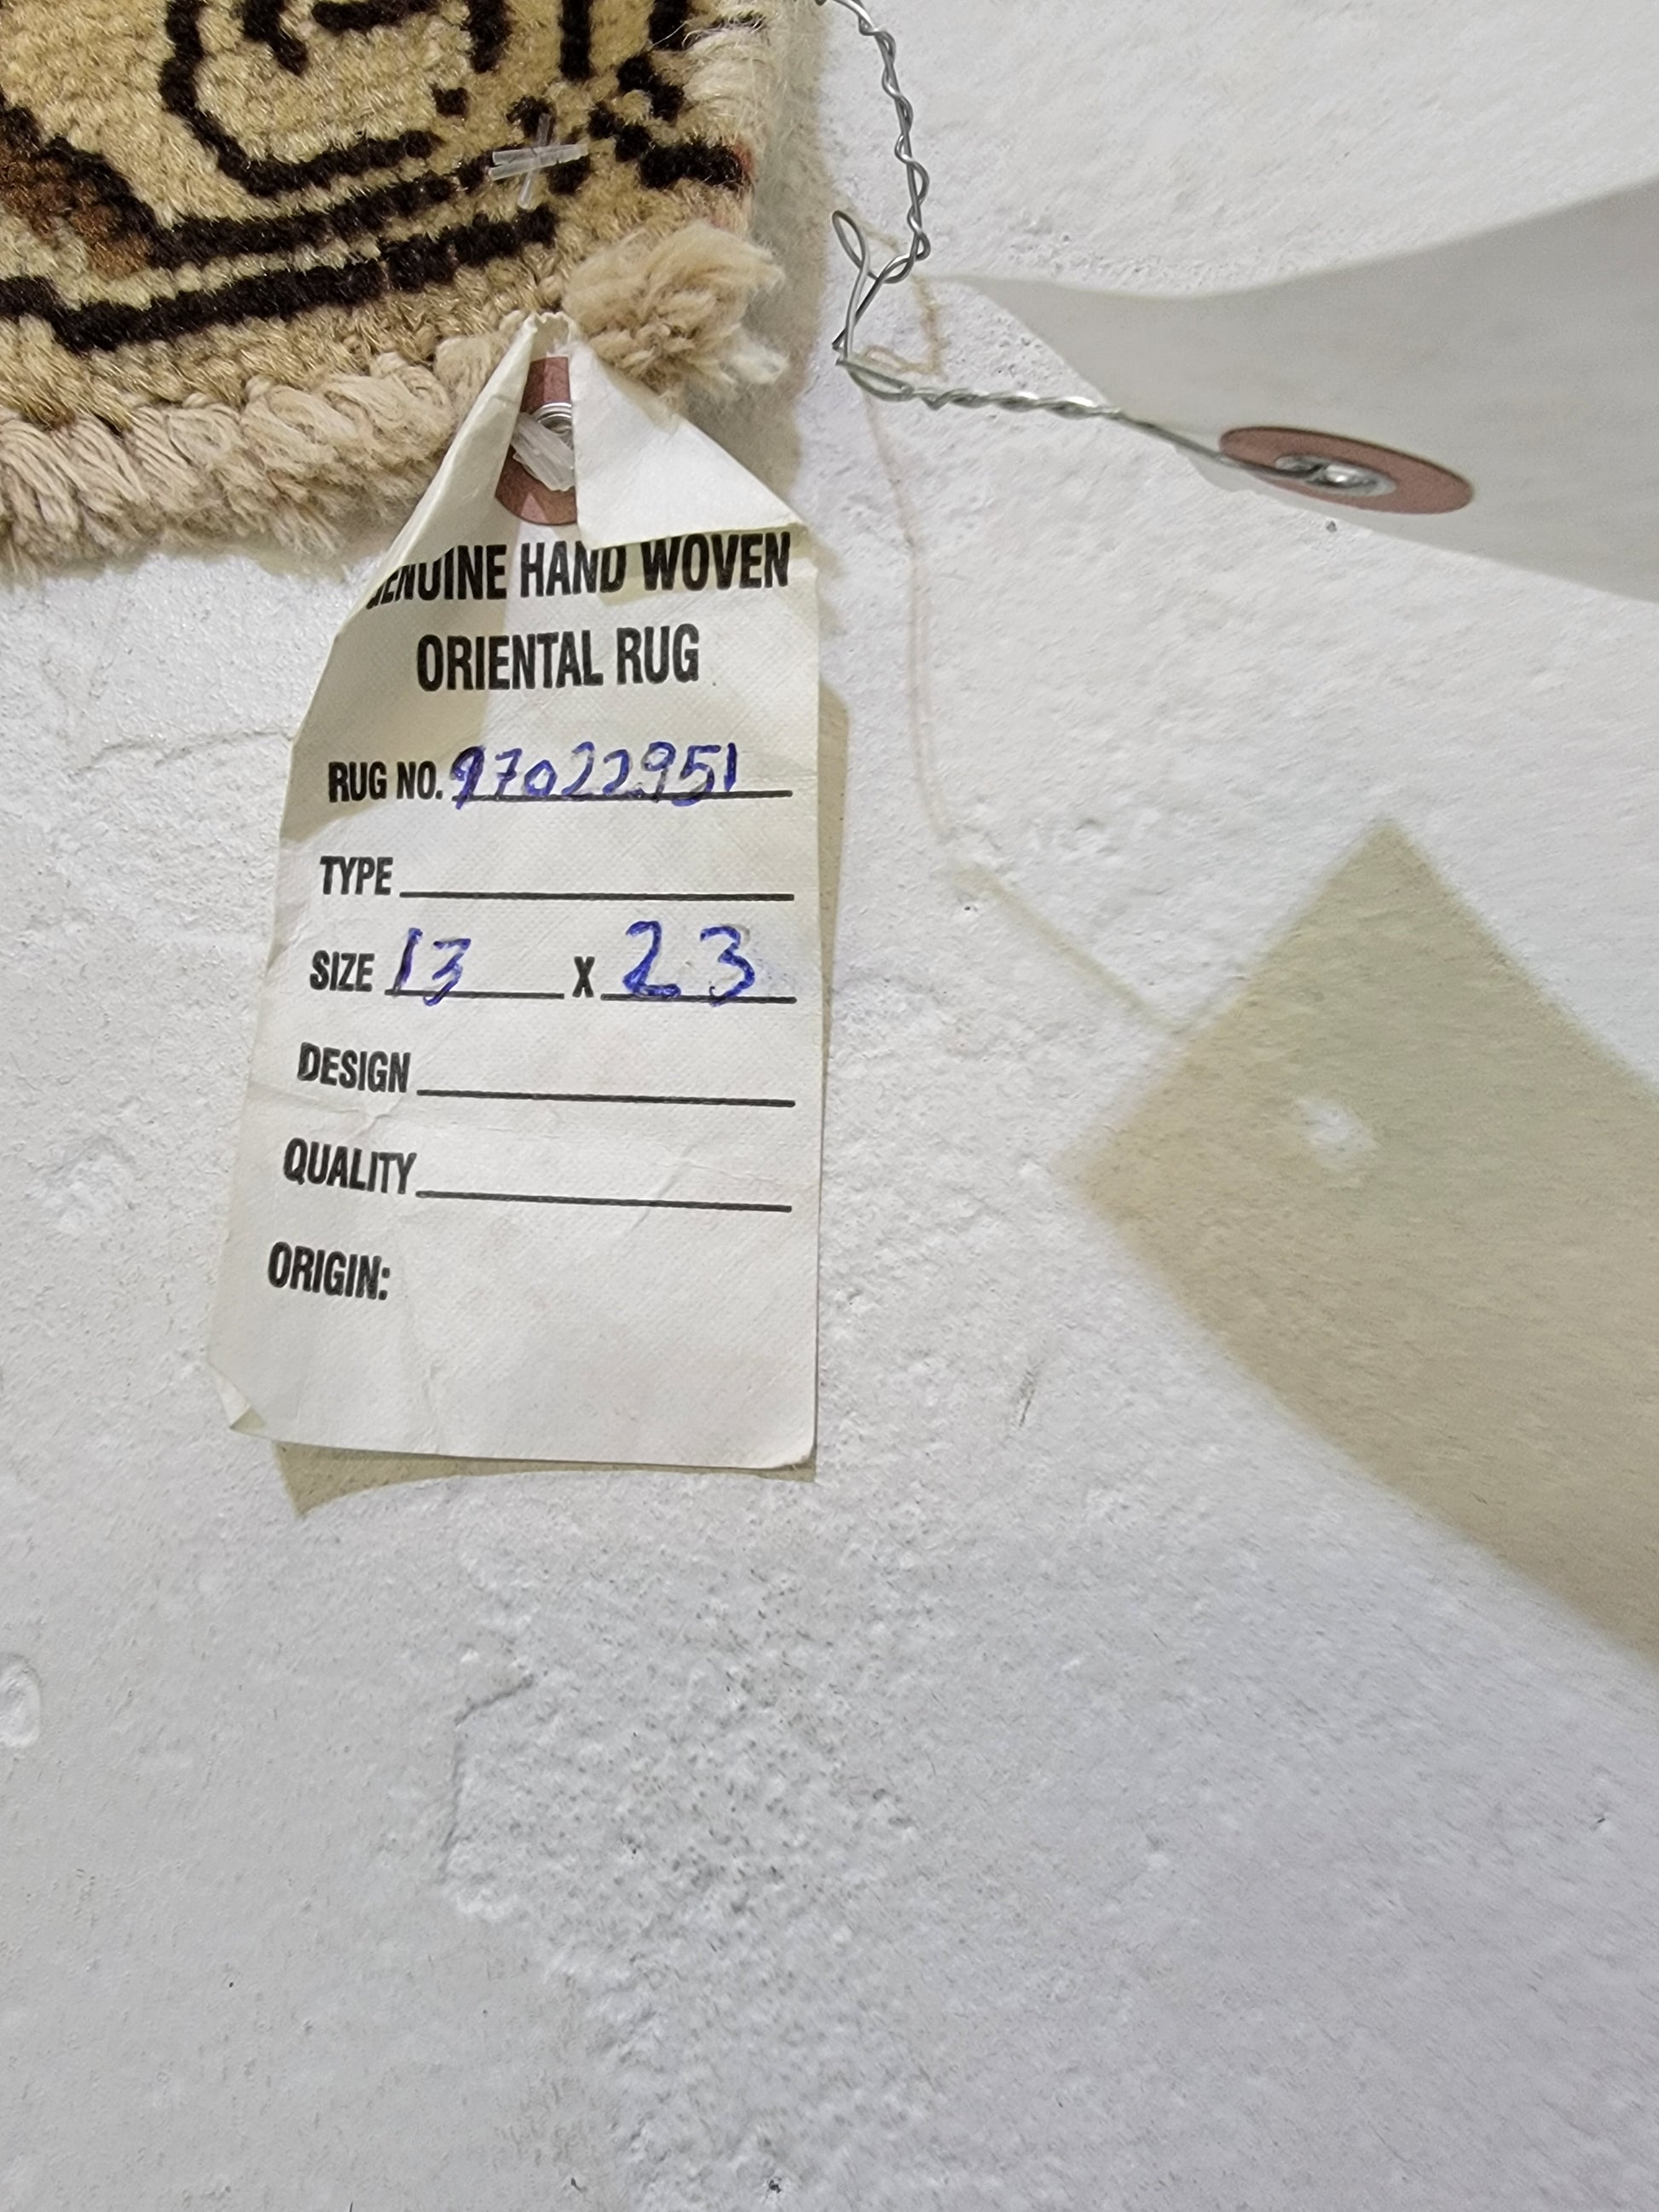 GENUINE HAND WOVEN
ORIENTAL RUG
RUG NO. 97022951
TYPE
SIZE 13 X 23
DESIGN
QUALITY
ORIGIN: